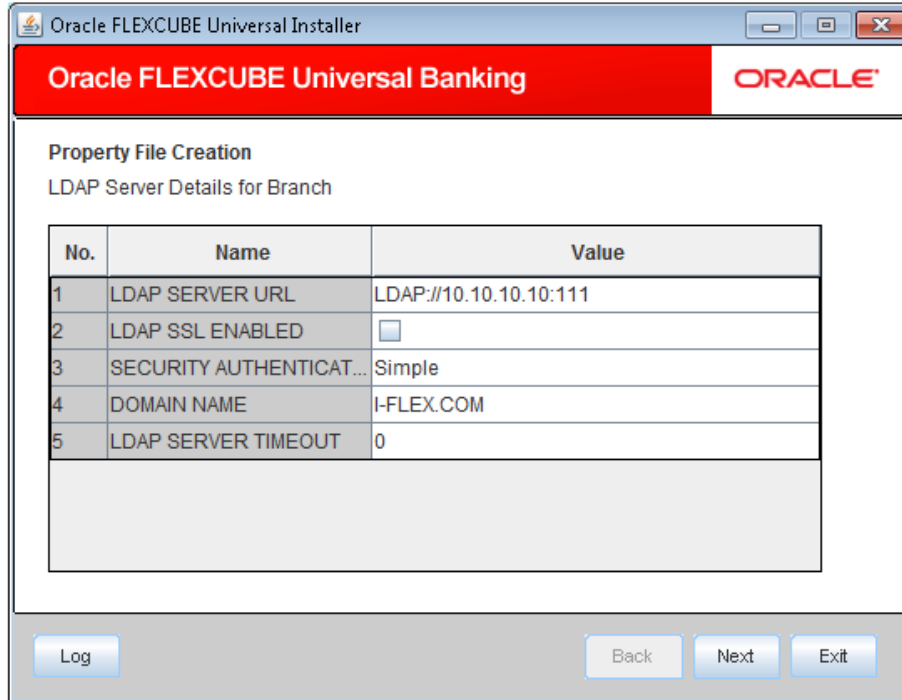 Oracle FLEXCUBE Universal Installer
Oracle FLEXCUBE Universal Banking ORACLE
Property File Creation
LDAP Server Details for Branch
No. Name Value
1 LDAP SERVER URL LDAP://10.10.10.10:111
2 LDAP SSL ENABLED
3 SECURITY AUTHENTICAT... Simple
4 DOMAIN NAME I-FLEX.COM
5 LDAP SERVER TIMEOUT 0
Log Back Next Exit